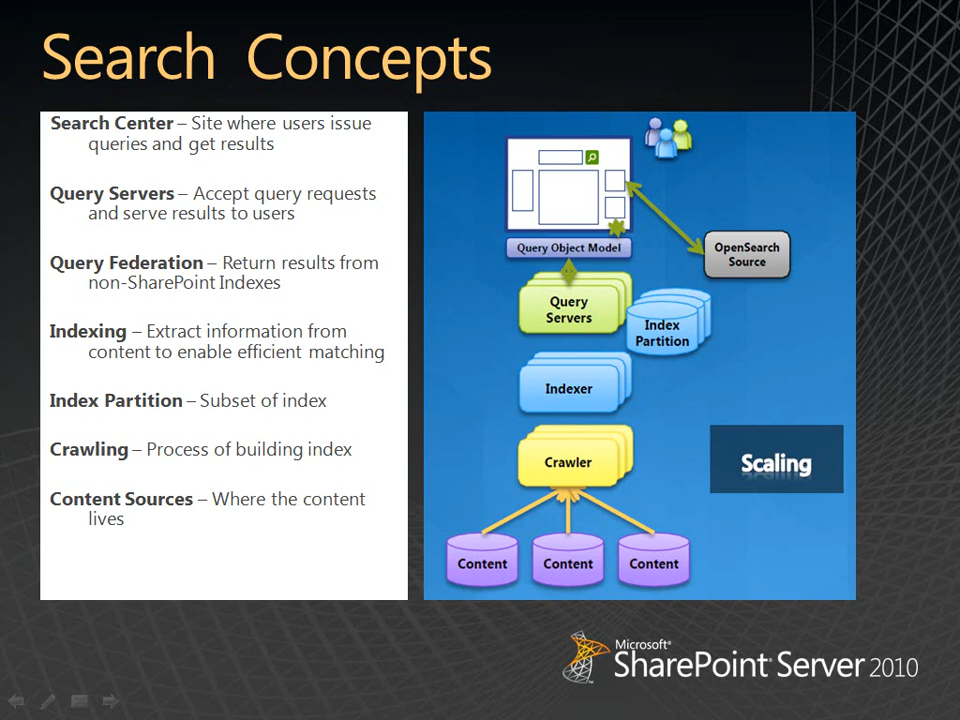 Search Concepts
Search Center – Site where users issue
queries and get results
Query Servers – Accept query requests
and serve results to users
Query Federation – Return results from
non-SharePoint Indexes
Indexing – Extract information from
content to enable efficient matching
Index Partition – Subset of index
Crawling – Process of building index
Content Sources – Where the content
lives
Query Object Model
OpenSearch
Source
Query
Servers
Index
Partition
Indexer
Crawler
Scaling
Content
Content
Content
Microsoft®
SharePoint Server 2010